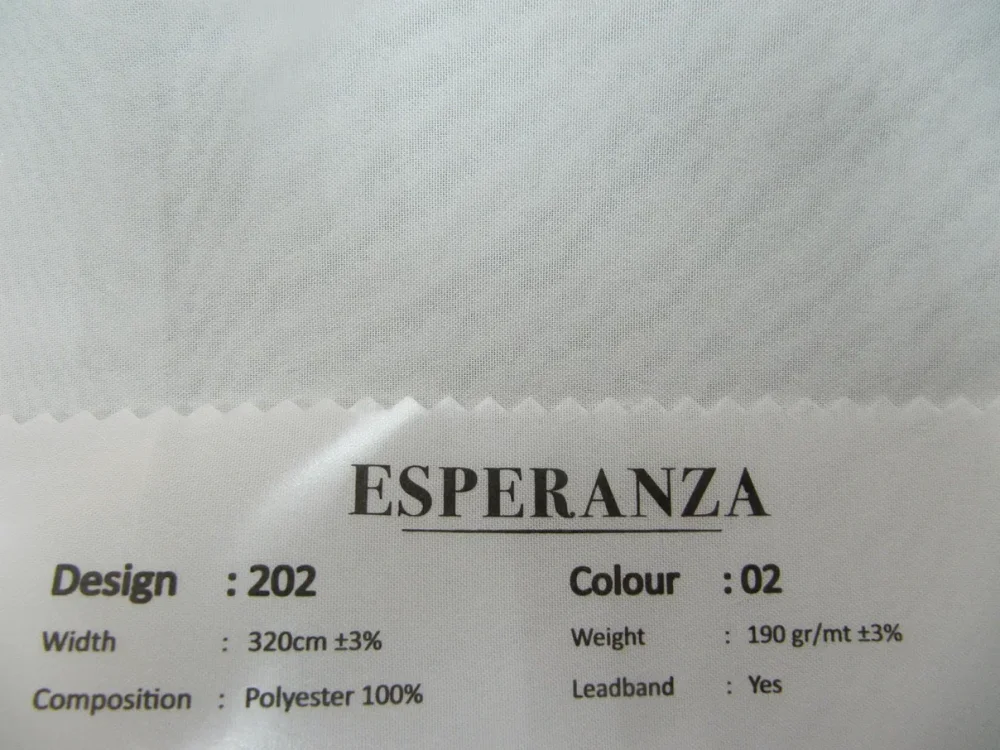 ESPERANZA
Design : 202 Colour : 02
Width : 320cm ±3% Weight : 190 gr/mt ±3%
Composition : Polyester 100% Leadband : Yes